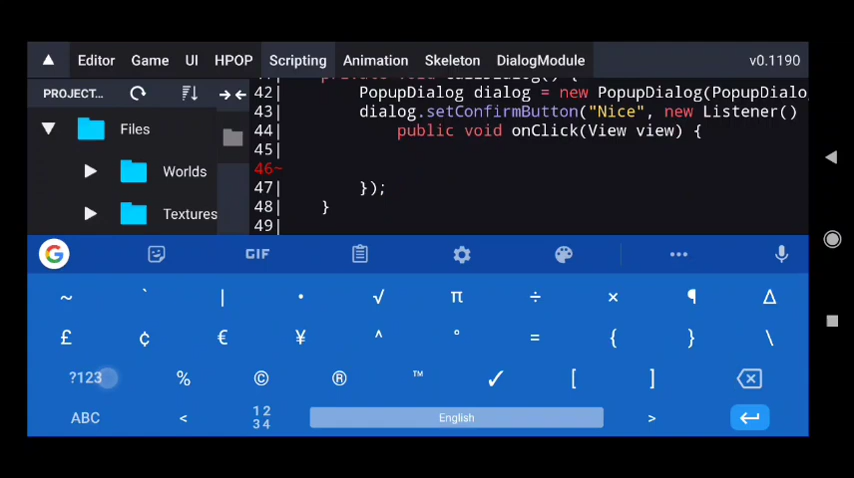 ▲ Editor Game UI HPOP Scripting Animation Skeleton DialogModule v0.1190
PROJECT...
42| PopupDialog dialog = new PopupDialog(PopupDialo
43| dialog.setConfirmButton("Nice", new Listener()
44| public void onClick(View view) {
45|
46~
47| });
48| }
49|
Files
Worlds
Textures
G GIF
~ ` | • √ π ÷ × ¶ Δ
£ ¢ € ¥ ^ ° = { } \
?123 % © ® ™ ✓ [ ]
ABC < 12 34 English >